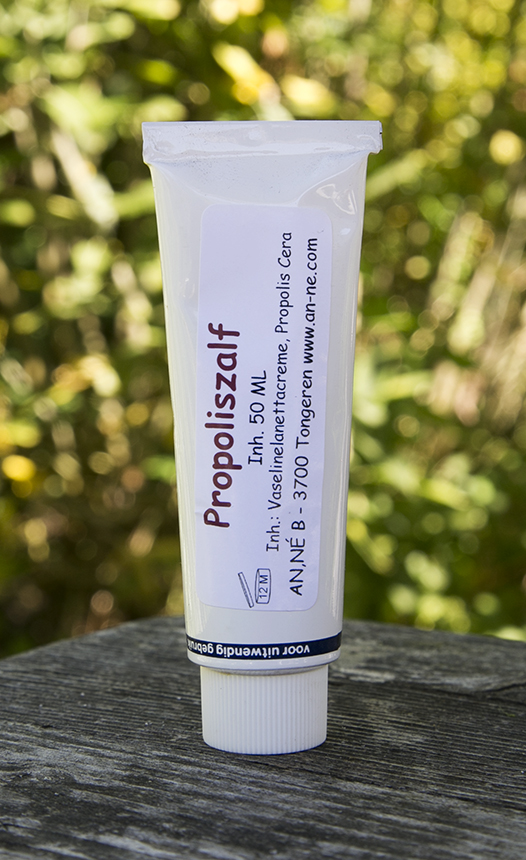 Propoliszalf
Inh. 50 ML
Inh.: Vaselinelanettacreme, Propolis Cera
AN,NÉ B - 3700 Tongeren www.an-ne.com
12 M
voor uitwendig gebruik